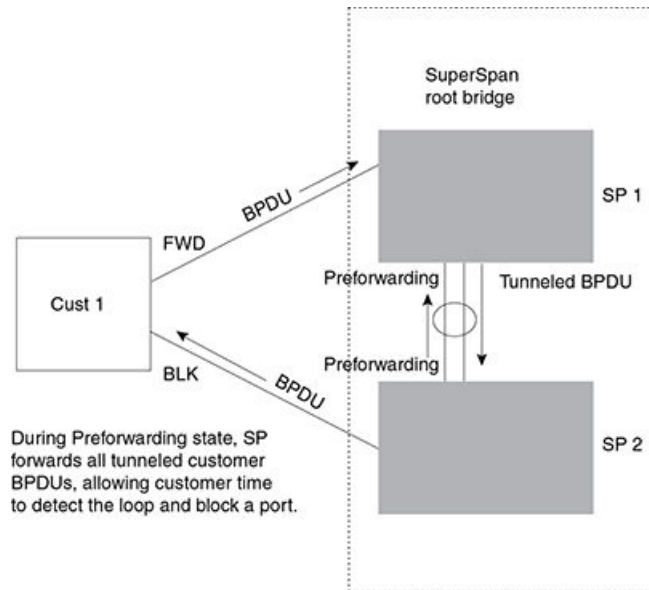 SuperSpan
root bridge
SP 1
BPDU
FWD
Cust 1
Preforwarding
Tunneled BPDU
Preforwarding
BLK
BPDU
SP 2
During Preforwarding state, SP
forwards all tunneled customer
BPDUs, allowing customer time
to detect the loop and block a port.